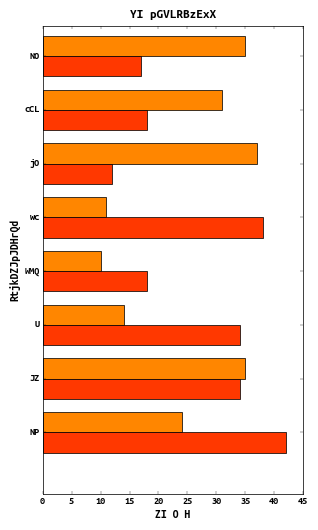 YI pGVLRBzExX
RtjkDZJpJDHrQd
NO
cCL
jO
wc
WMQ
U
JZ
NP
0 5 10 15 20 25 30 35 40 45
ZI O H